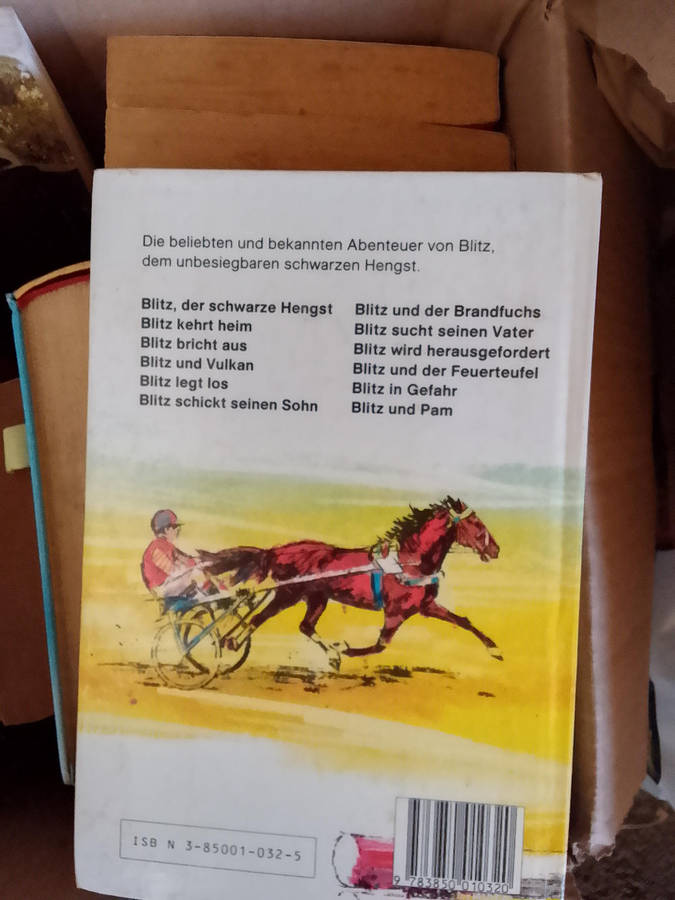 Die beliebten und bekannten Abenteuer von Blitz,
dem unbesiegbaren schwarzen Hengst.
Blitz, der schwarze Hengst
Blitz kehrt heim
Blitz bricht aus
Blitz und Vulkan
Blitz legt los
Blitz schickt seinen Sohn
Blitz und der Brandfuchs
Blitz sucht seinen Vater
Blitz wird herausgefordert
Blitz und der Feuerteufel
Blitz in Gefahr
Blitz und Pam
ISB N 3-85001-032-5
9 783850 010320